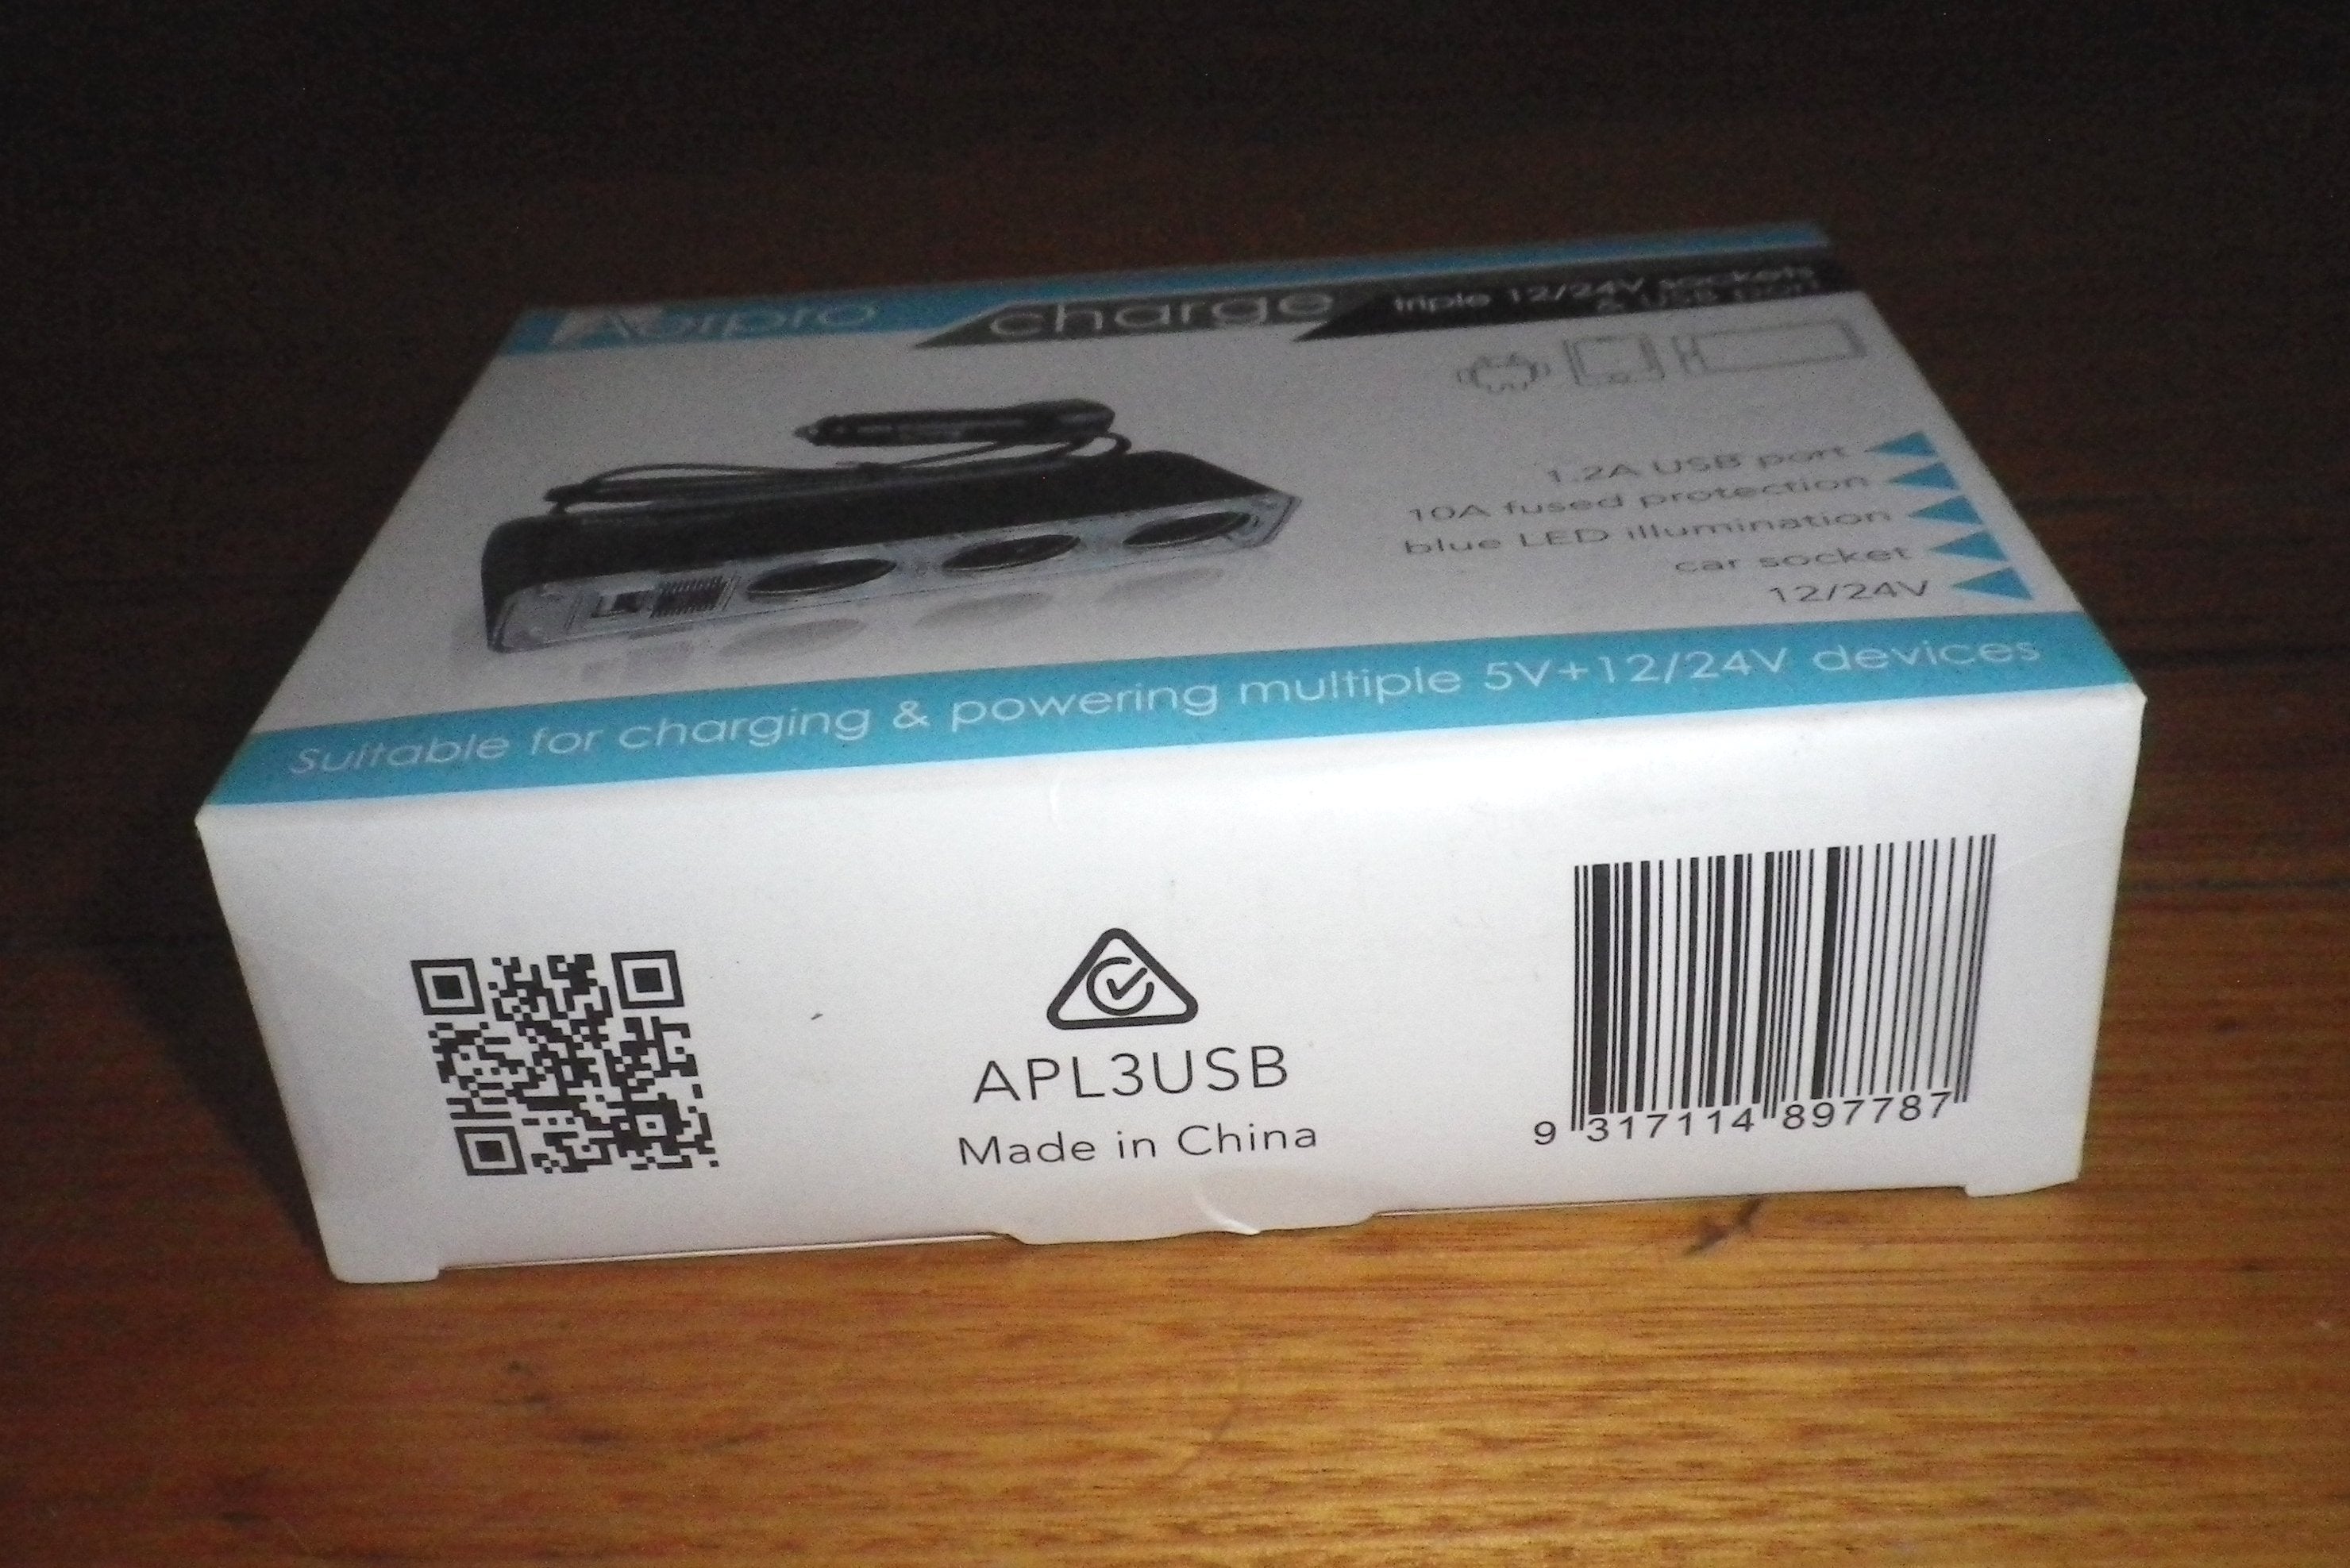 Aerpro charge triple 12/24V sockets
& USB port
1.2A USB port
10A fused protection
blue LED illumination
car socket
12/24V
Suitable for charging & powering multiple 5V+12/24V devices
APL3USB
Made in China
9 317114 897787